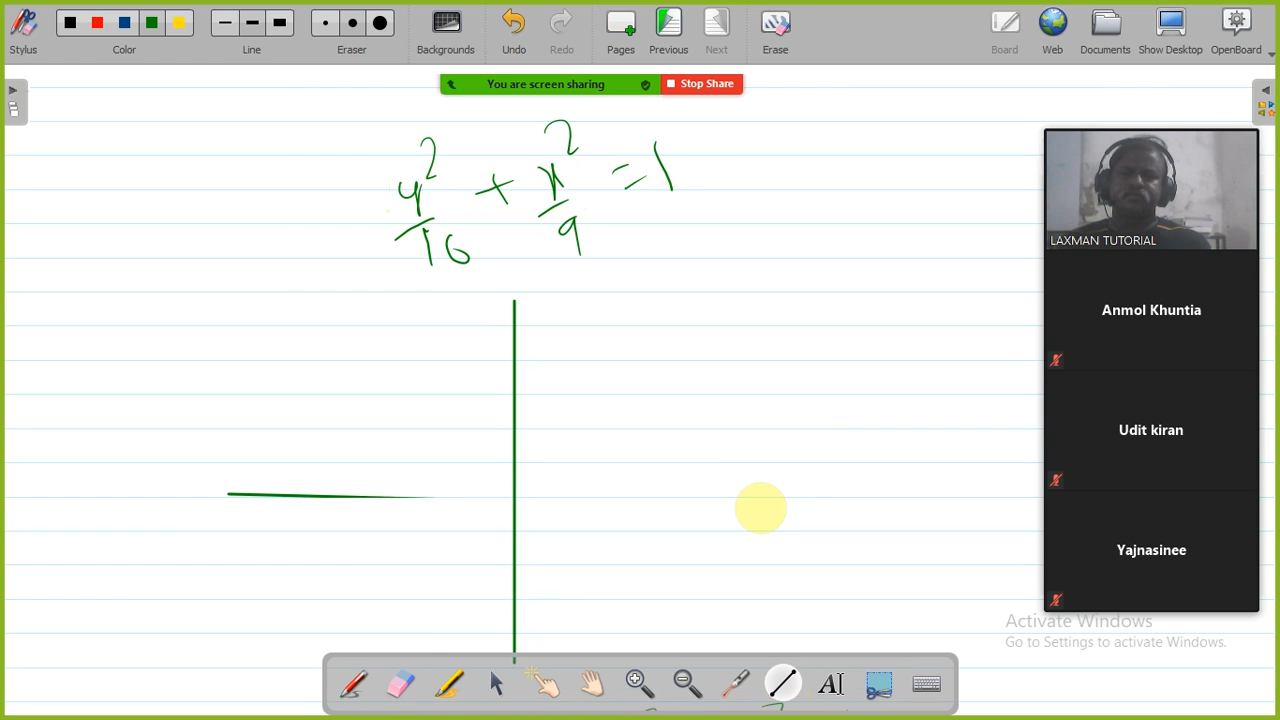 Stylus
Color
Line
Eraser
Backgrounds
Undo
Redo
Pages
Previous
Next
Erase
Board
Web
Documents
Show Desktop
OpenBoard
You are screen sharing
Stop Share
y²/16 + x²/9 = 1
LAXMAN TUTORIAL
Anmol Khuntia
Udit kiran
Yajnasinee
Activate Windows
Go to Settings to activate Windows.